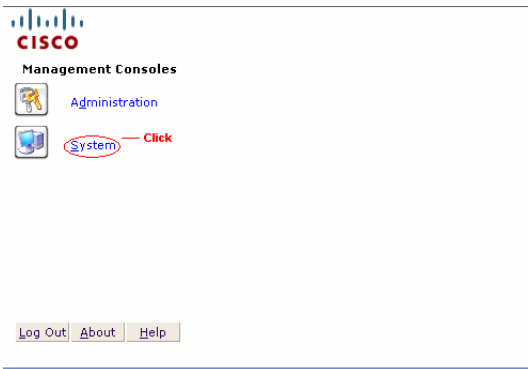 CISCO
Management Consoles
Administration
System
Click
Log Out About Help